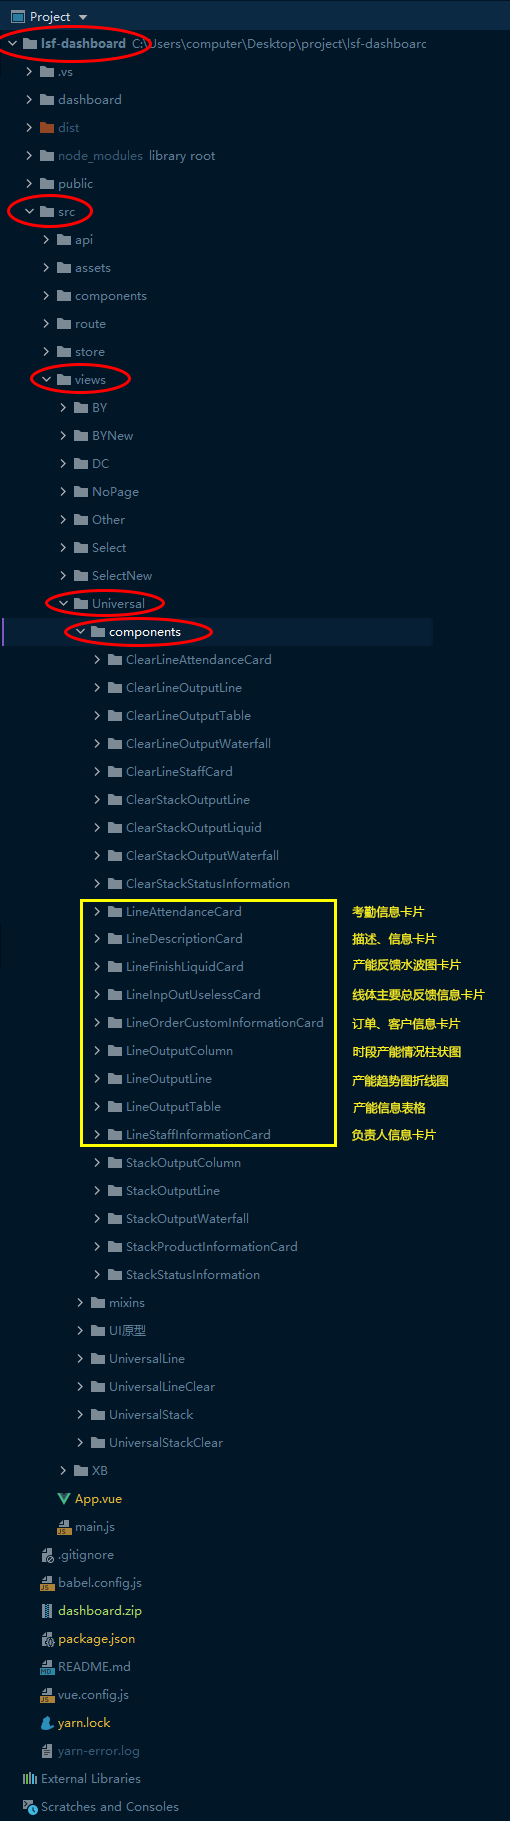 Project
lsf-dashboard C:\Users\computer\Desktop\project\lsf-dashboard
.vs
dashboard
dist
node_modules library root
public
src
api
assets
components
route
store
views
BY
BYNew
DC
NoPage
Other
Select
SelectNew
Universal
components
ClearLineAttendanceCard
ClearLineOutputLine
ClearLineOutputTable
ClearLineOutputWaterfall
ClearLineStaffCard
ClearStackOutputLine
ClearStackOutputLiquid
ClearStackOutputWaterfall
ClearStackStatusInformation
LineAttendanceCard 考勤信息卡片
LineDescriptionCard 描述、信息卡片
LineFinishLiquidCard 产能反馈水波图卡片
LineInpOutUselessCard 线体主要总反馈信息卡片
LineOrderCustomInformationCard 订单、客户信息卡片
LineOutputColumn 时段产能情况柱状图
LineOutputLine 产能趋势图折线图
LineOutputTable 产能信息表格
LineStaffInformationCard 负责人信息卡片
StackOutputColumn
StackOutputLine
StackOutputWaterfall
StackProductInformationCard
StackStatusInformation
mixins
UI原型
UniversalLine
UniversalLineClear
UniversalStack
UniversalStackClear
XB
App.vue
main.js
.gitignore
babel.config.js
dashboard.zip
package.json
README.md
vue.config.js
yarn.lock
yarn-error.log
External Libraries
Scratches and Consoles